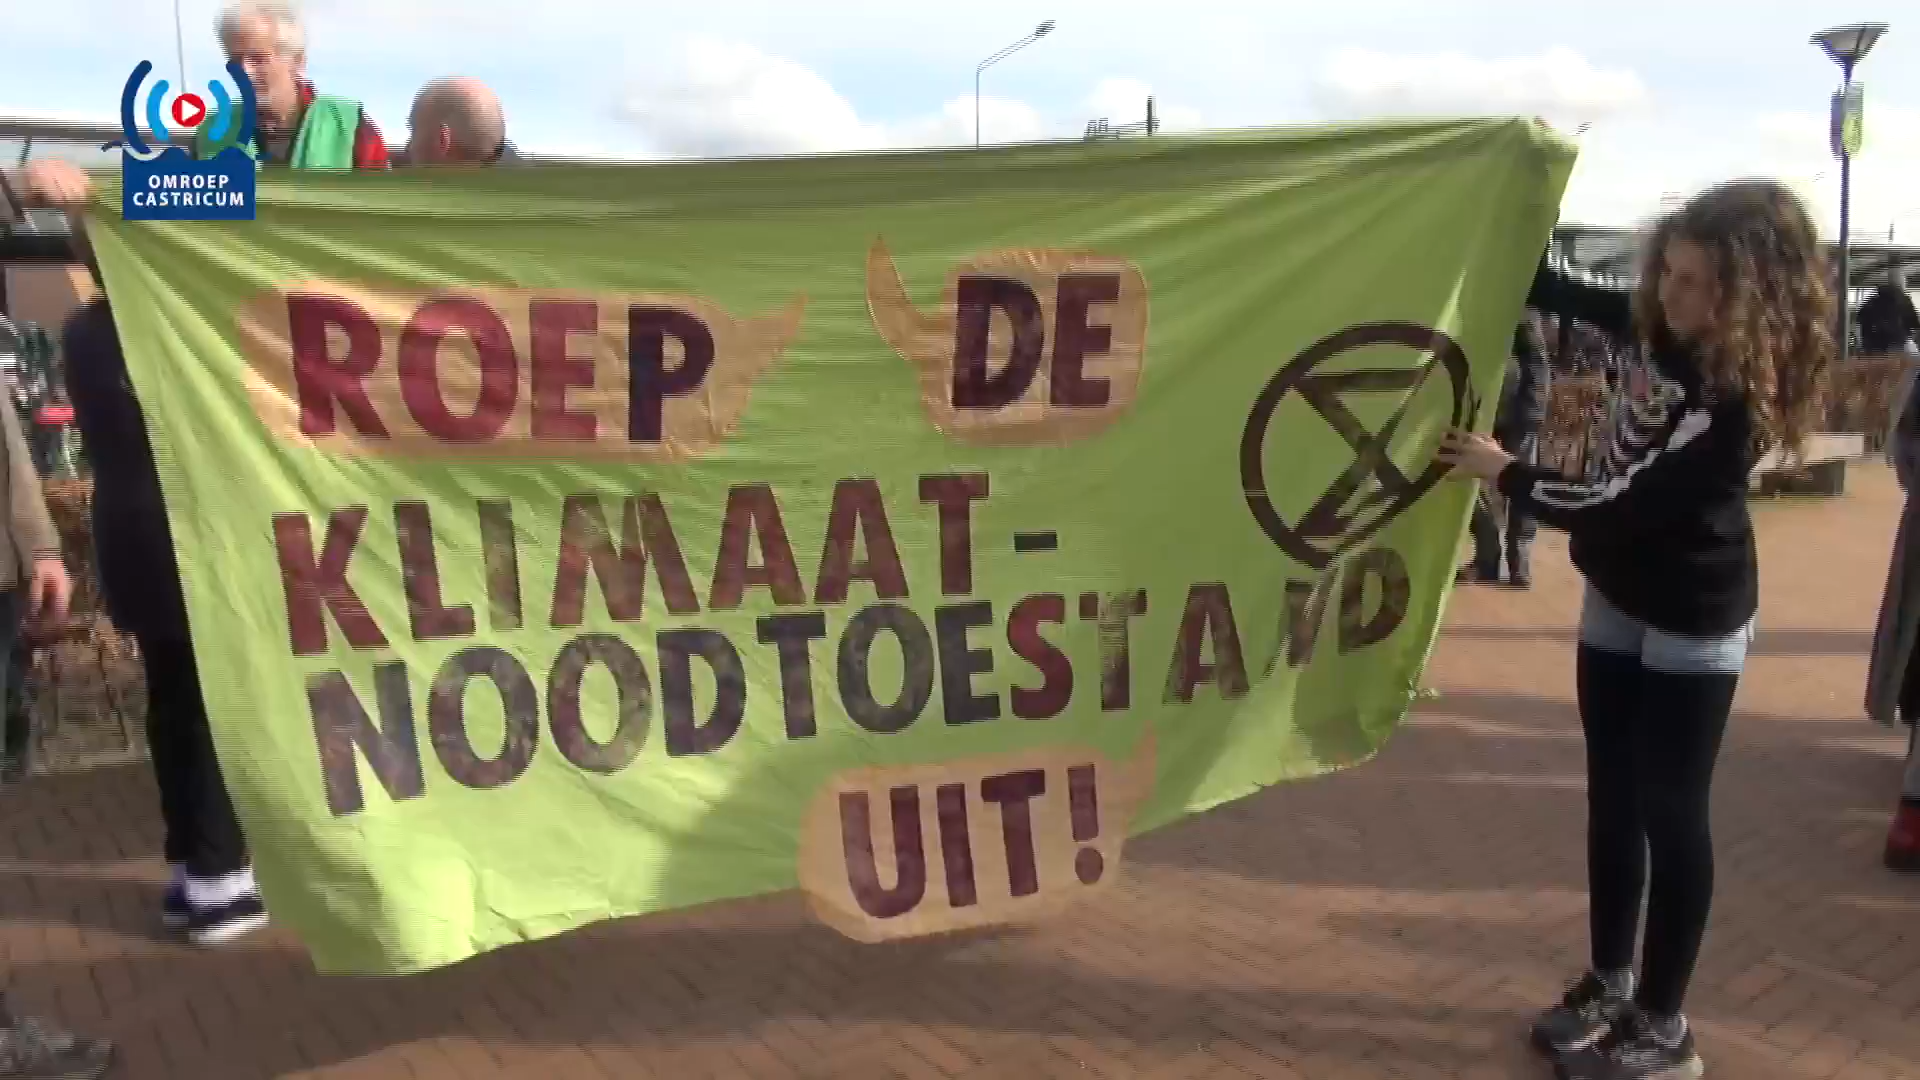 OMROEP
CASTRICUM
ROEP DE
KLIMAAT-
NOODTOESTAND
UIT!